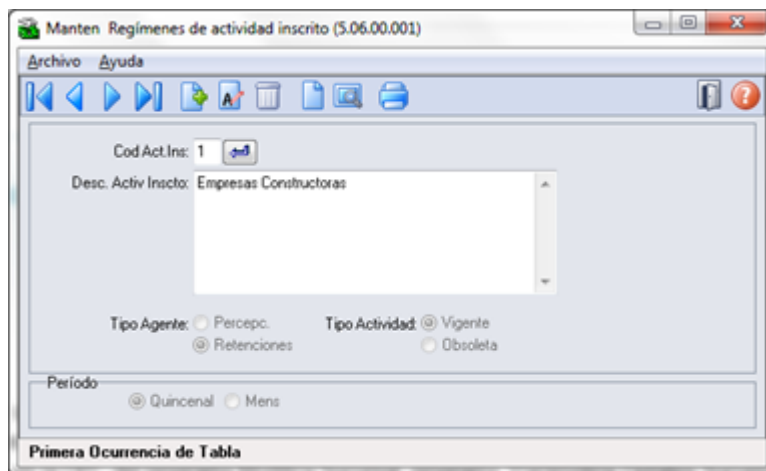 Manten Regímenes de actividad inscrito (5.06.00.001)
Archivo Ayuda
Cod Act.Ins: 1
Desc. Activ Inscto: Empresas Constructoras
Tipo Agente: Percepc. Tipo Actividad: Vigente
Retenciones Obsoleta
Período
Quincenal Mens
Primera Ocurrencia de Tabla